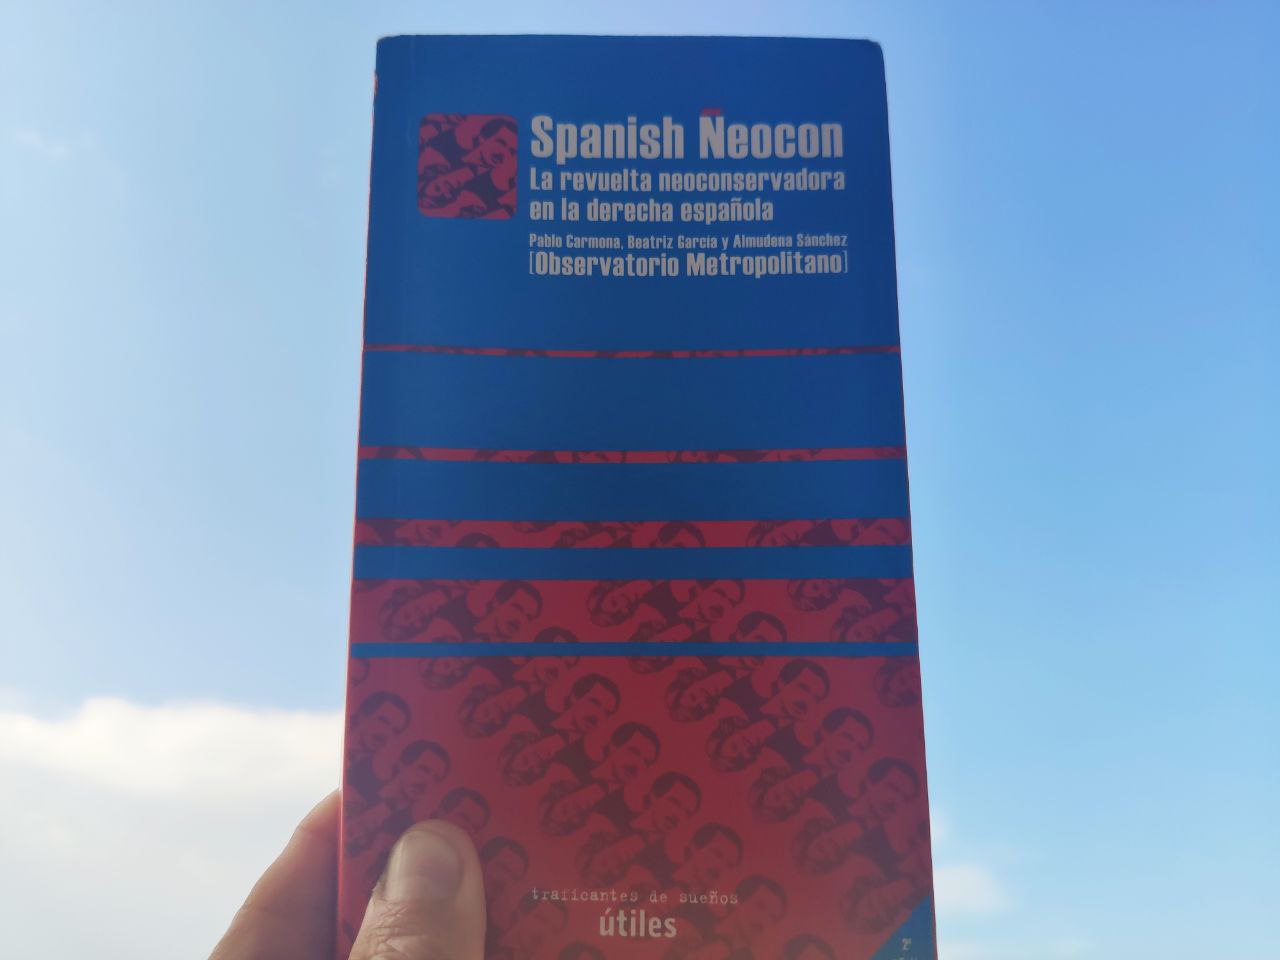 Spanish Ñeocon
La revuelta neoconservadora
en la derecha española
Pablo Carmona, Beatriz García y Almudena Sánchez
[Observatorio Metropolitano]
traficantes de sueños
útiles
2ª